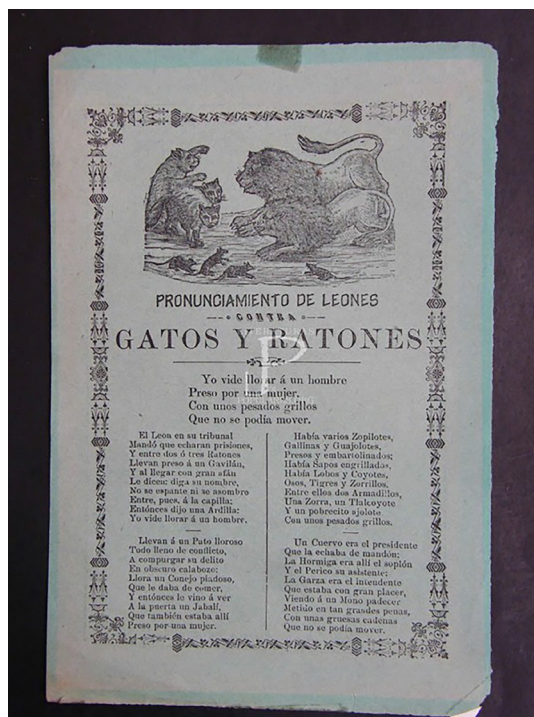 PRONUNCIAMIENTO DE LEONES
CONTRA
GATOS Y RATONES
Yo vide llorar á un hombre
Preso por una mujer.
Con unos pesados grillos
Que no se podia mover.
El Leon en su tribunal
Mandó que echaran prisiones,
Y entre dos ó tres Ratones
Llevan preso á un Gavilán,
Y al llegar con gran afán
Le dicen: diga su nombre,
No se espante ni se asombro
Entre, pues, á la capilla;
Entónces dijo una Ardilla:
Yo vide llorar á un hombre.
Llevan á un Pato lloroso
Todo lleno de conflicto,
A compurgar su delito
En obscuro calabozo:
Llora un Conejo piadoso,
Que le daba de comer,
Y entónces le vino á ver
A la puerta un Jabalí,
Que también estaba allí
Preso por una mujer.
Había varios Zopilotes,
Gallinas y Guajolotes,
Presos y embartolinados;
Había Sapos engrillados,
Había Lobos y Coyotes,
Osos, Tigres y Zorrillos,
Entre ellos dos Armadillos,
Una Zorra, un Tlalcoyote
Y un pobrecito ajolote
Con unos pesados grillos.
Un Cuervo era el presidente
Que la echaba de mandón;
La Hormiga era allí el soplón
Y el Perico su asistente:
La Garza era el intendente
Que estaba con gran placer,
Viendo á un Mono padecer
Metido en tan grandes penas,
Con unas gruesas cadenas
Que no se podia mover.